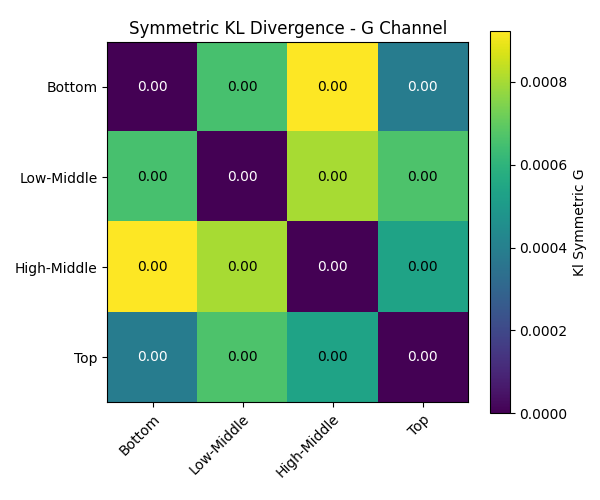 Symmetric KL Divergence - G Channel
Bottom
0.00 0.00 0.00 0.00
Low-Middle
0.00 0.00 0.00 0.00
High-Middle
0.00 0.00 0.00 0.00
Top
0.00 0.00 0.00 0.00
Bottom
Low-Middle
High-Middle
Top
0.0008
0.0006
0.0004
0.0002
0.0000
Kl Symmetric G